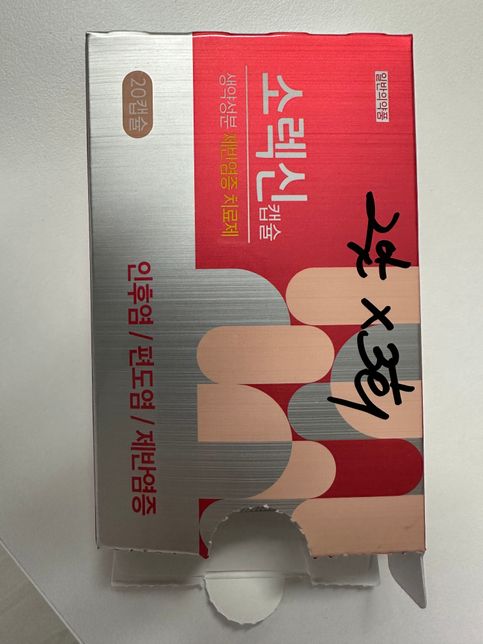 일반의약품
소렉신캡슐
생약성분 제반염증 치료제
20캡슐
2알 x 3회
인후염 / 편도염 / 제반염증